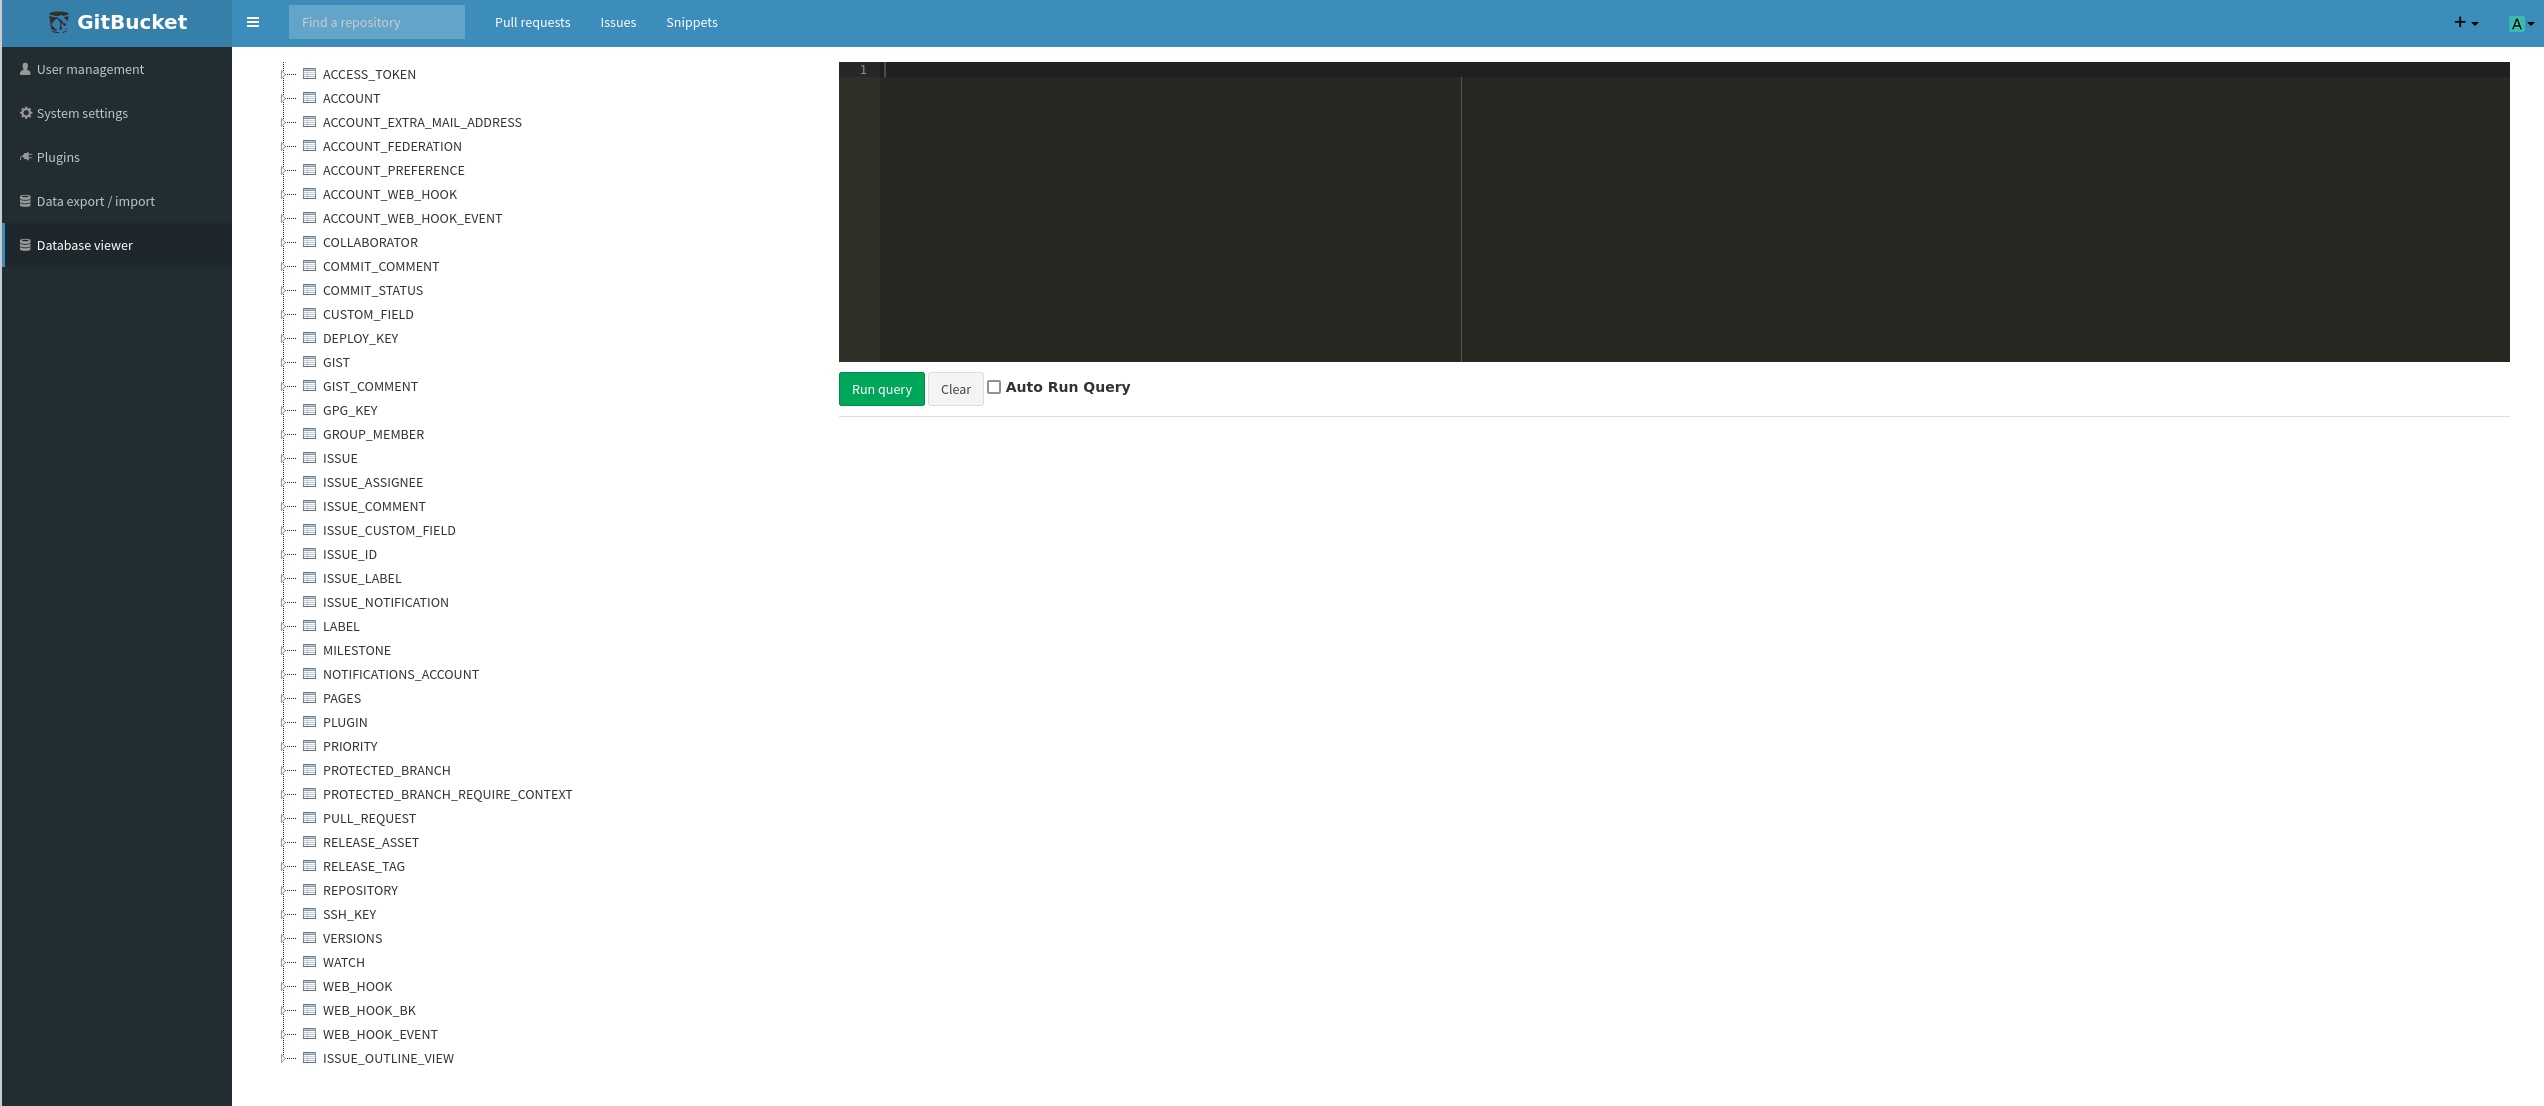 GitBucket
Find a repository
Pull requests
Issues
Snippets
A
User management
System settings
Plugins
Data export / import
Database viewer
ACCESS_TOKEN
ACCOUNT
ACCOUNT_EXTRA_MAIL_ADDRESS
ACCOUNT_FEDERATION
ACCOUNT_PREFERENCE
ACCOUNT_WEB_HOOK
ACCOUNT_WEB_HOOK_EVENT
COLLABORATOR
COMMIT_COMMENT
COMMIT_STATUS
CUSTOM_FIELD
DEPLOY_KEY
GIST
GIST_COMMENT
GPG_KEY
GROUP_MEMBER
ISSUE
ISSUE_ASSIGNEE
ISSUE_COMMENT
ISSUE_CUSTOM_FIELD
ISSUE_ID
ISSUE_LABEL
ISSUE_NOTIFICATION
LABEL
MILESTONE
NOTIFICATIONS_ACCOUNT
PAGES
PLUGIN
PRIORITY
PROTECTED_BRANCH
PROTECTED_BRANCH_REQUIRE_CONTEXT
PULL_REQUEST
RELEASE_ASSET
RELEASE_TAG
REPOSITORY
SSH_KEY
VERSIONS
WATCH
WEB_HOOK
WEB_HOOK_BK
WEB_HOOK_EVENT
ISSUE_OUTLINE_VIEW
1
Run query
Clear
Auto Run Query